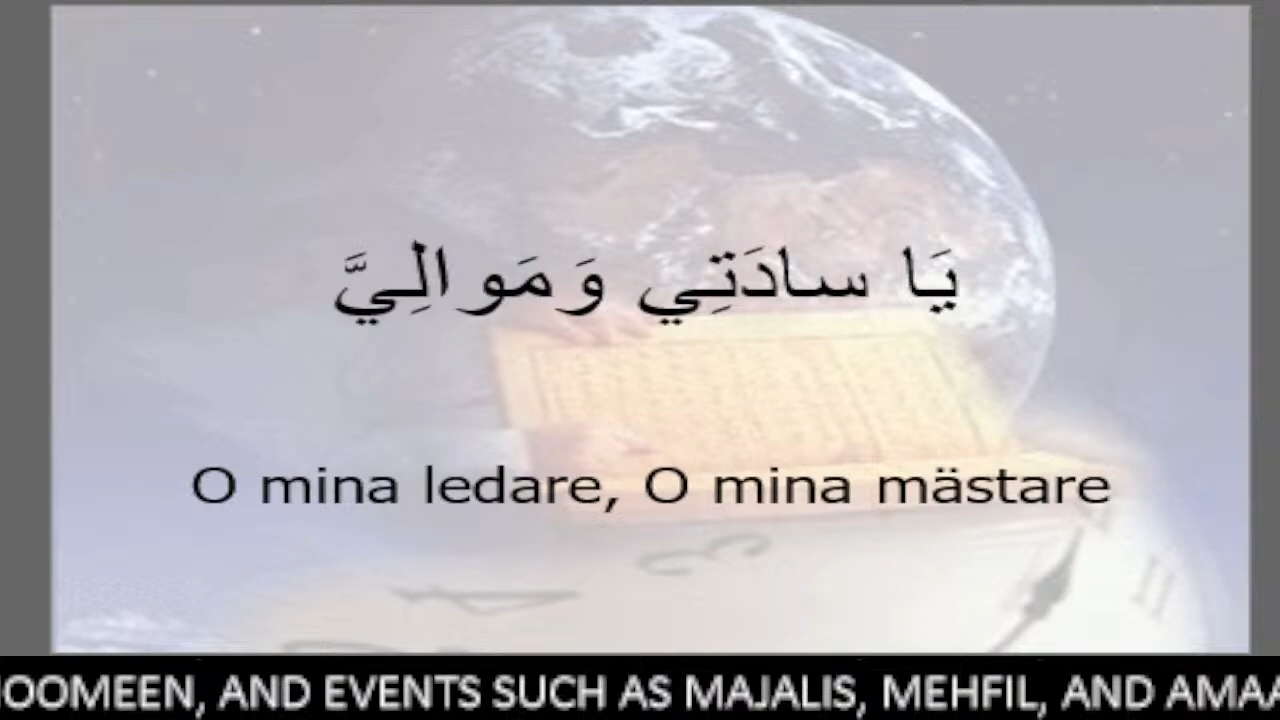 يَا سادَتِي وَمَوالِيَّ
O mina ledare, O mina mästare
OOMEEN, AND EVENTS SUCH AS MAJALIS, MEHFIL, AND AMAA